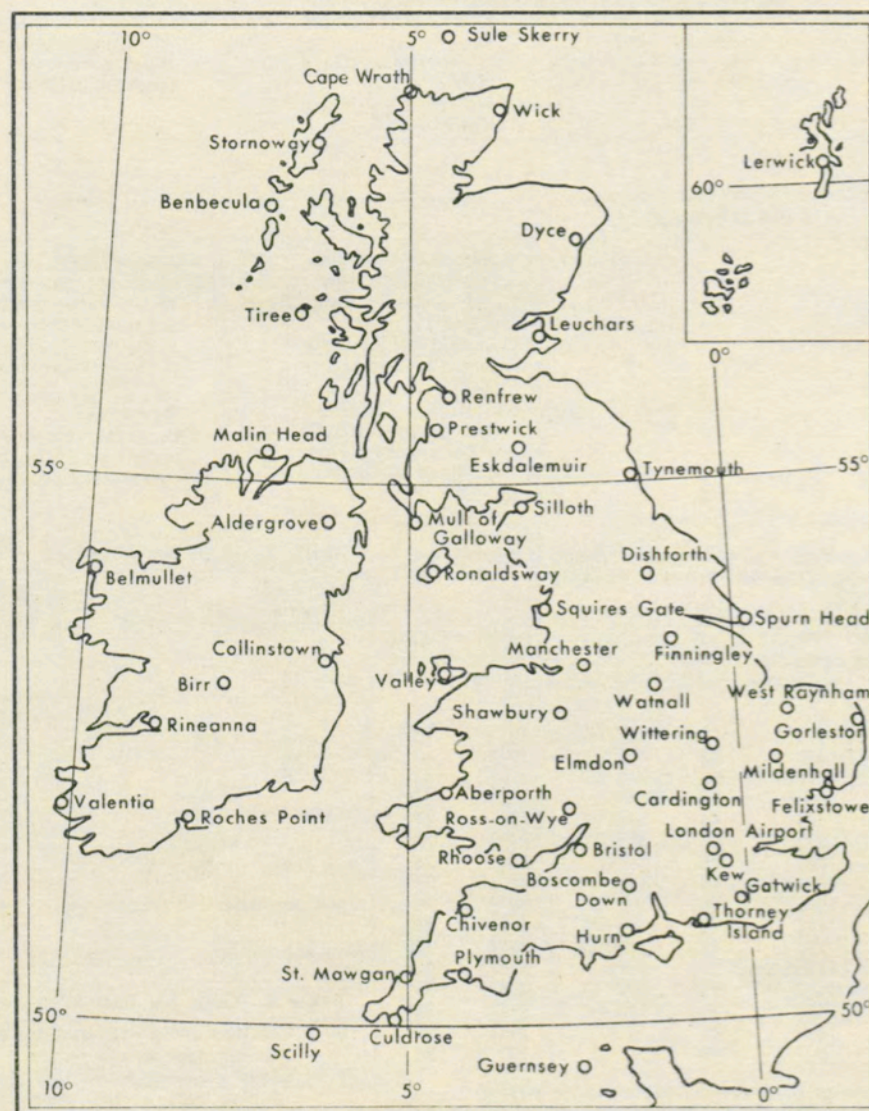 10°
5°
Sule Skerry
Cape Wrath
Wick
Stornoway
Lerwick
60°
Benbecula
Dyce
Tiree
Leuchars
0°
Renfrew
Malin Head
Prestwick
Eskdalemuir
55°
Tynemouth
55°
Aldergrove
Mull of
Galloway
Silloth
Belmullet
Ronaldsway
Dishforth
Squires Gate
Spurn Head
Collinstown
Manchester
Finningley
Birr
Valley
Watnall
West Raynham
Rineanna
Shawbury
Wittering
Gorleston
Elmdon
Mildenhall
Valentia
Aberporth
Cardington
Felixstowe
Roches Point
Ross-on-Wye
London Airport
Rhoose
Bristol
Kew
Boscombe
Down
Gatwick
Chivenor
Hurn
Thorney
Island
St. Mawgan
Plymouth
50°
50°
Scilly
Culdrose
Guernsey
10°
5°
0°